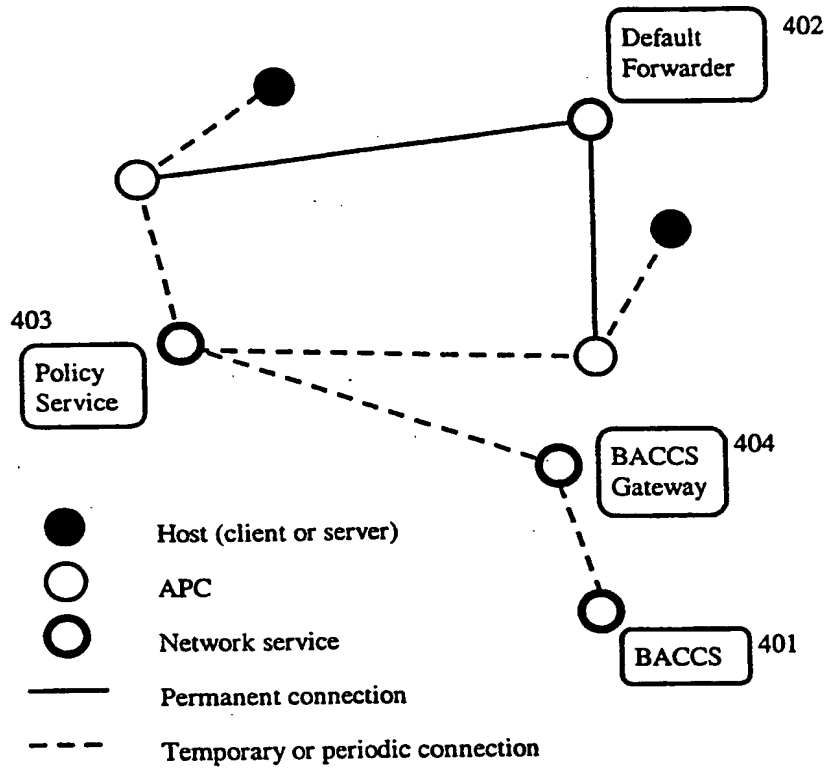 402
Default
Forwarder
403
Policy
Service
BACCS
Gateway
404
Host (client or server)
APC
Network service
BACCS
401
Permanent connection
Temporary or periodic connection